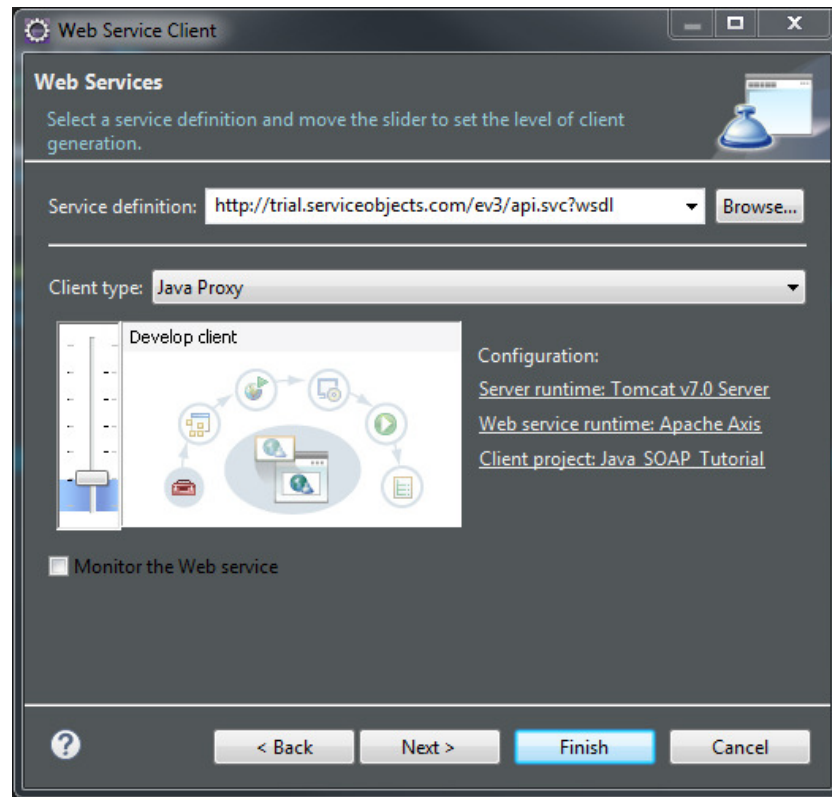 Web Service Client
Web Services
Select a service definition and move the slider to set the level of client
generation.
Service definition: http://trial.serviceobjects.com/ev3/api.svc?wsdl Browse...
Client type: Java Proxy
Develop client
Configuration:
Server runtime: Tomcat v7.0 Server
Web service runtime: Apache Axis
Client project: Java_SOAP_Tutorial
Monitor the Web service
? < Back Next > Finish Cancel